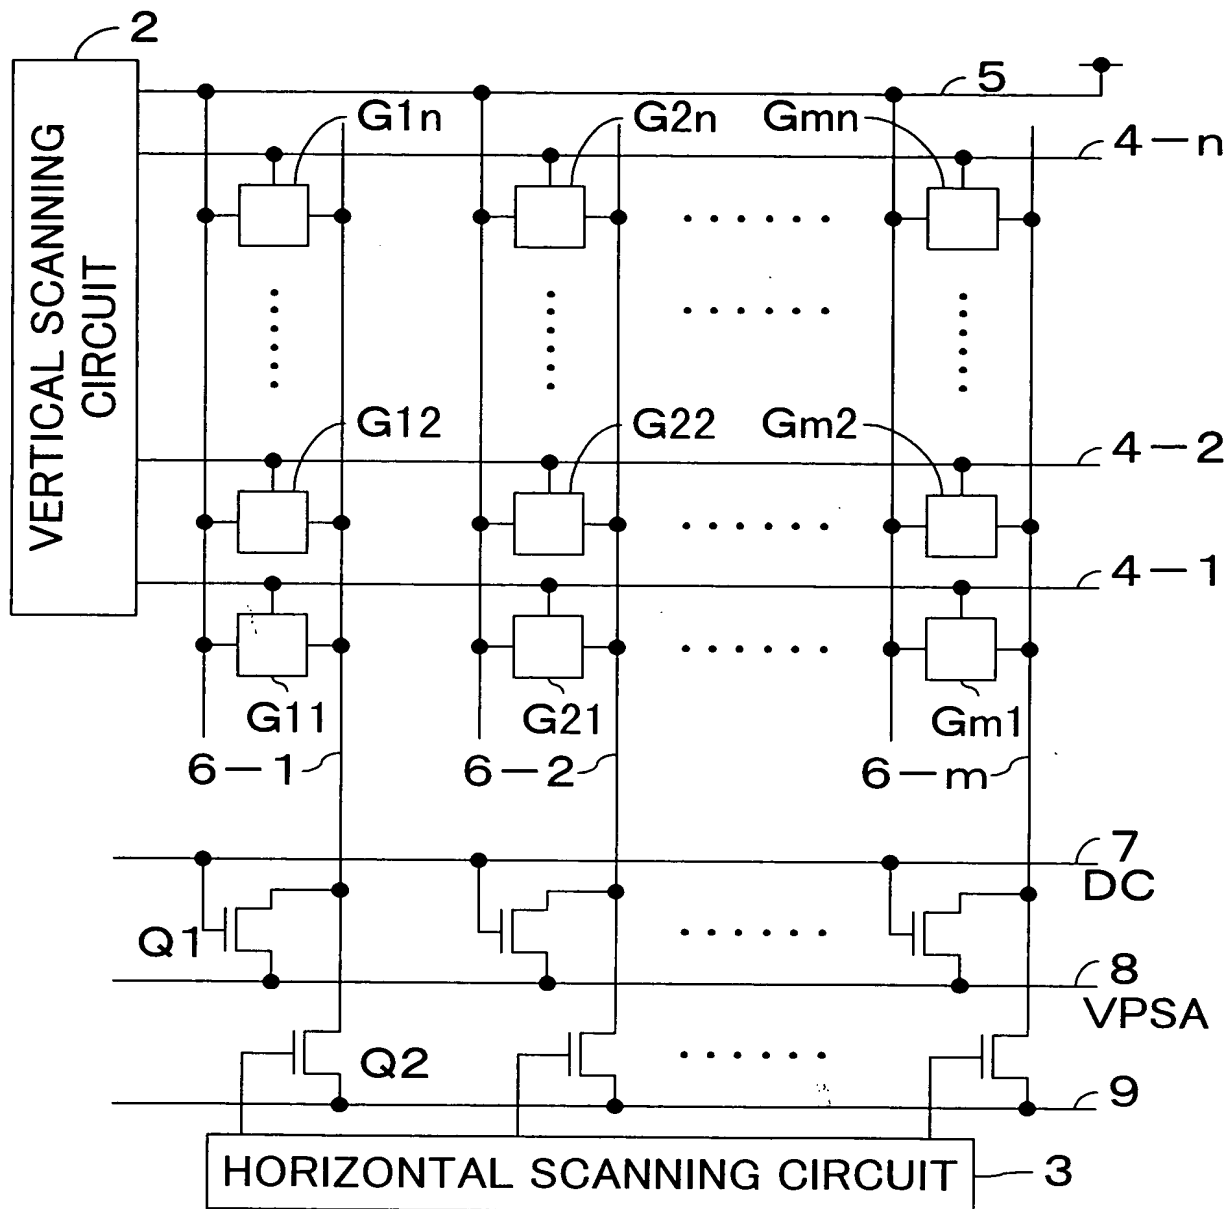 2
VERTICAL SCANNING
CIRCUIT
5
G1n
G2n
Gmn
4-n
G12
G22
Gm2
4-2
4-1
G11
G21
Gm1
6-1
6-2
6-m
7
DC
Q1
8
VPSA
Q2
9
HORIZONTAL SCANNING CIRCUIT
3